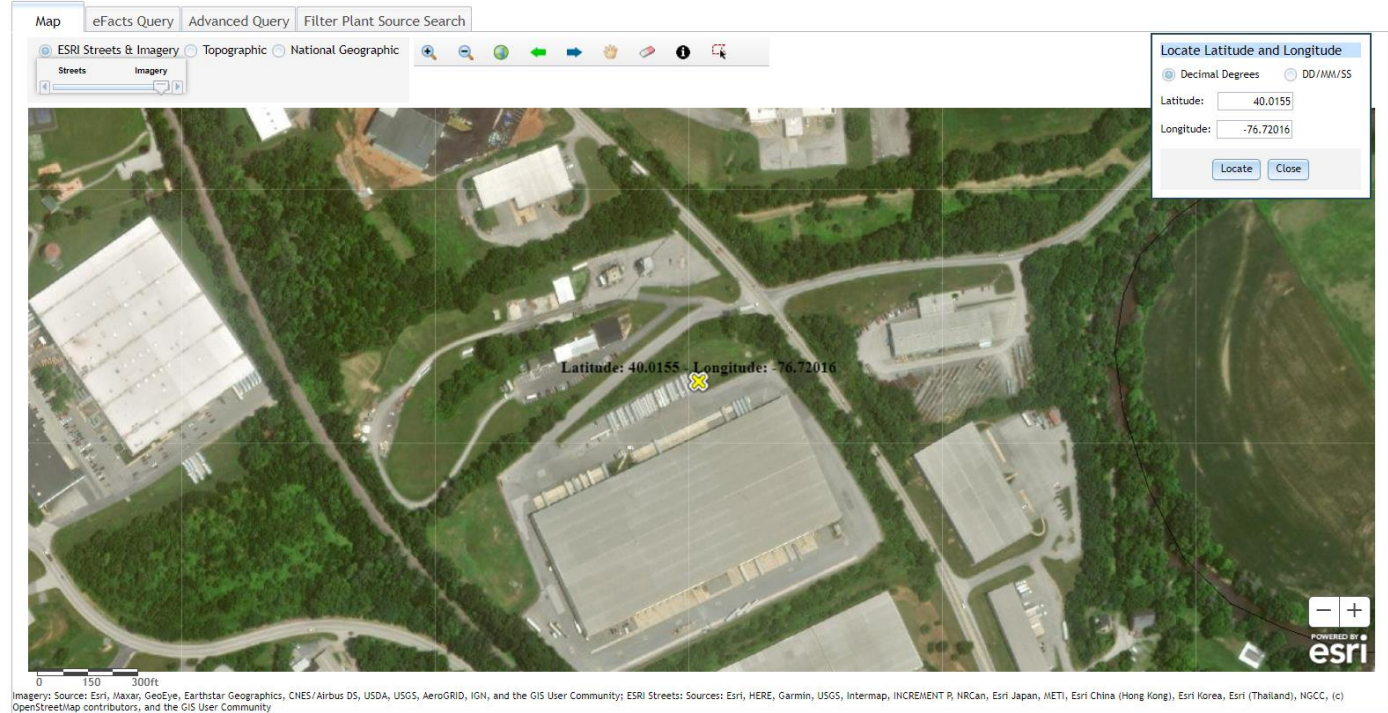 Map eFacts Query Advanced Query Filter Plant Source Search
ESRI Streets & Imagery Topographic National Geographic
Streets Imagery
Locate Latitude and Longitude
Decimal Degrees DD/MM/SS
Latitude: 40.0155
Longitude: -76.72016
Locate Close
Latitude: 40.0155 - Longitude: -76.72016
POWERED BY
esri
0 150 300ft
Imagery: Source: Esri, Maxar, GeoEye, Earthstar Geographics, CNES/Airbus DS, USDA, USGS, AeroGRID, IGN, and the GIS User Community; ESRI Streets: Sources: Esri, HERE, Garmin, USGS, Intermap, INCREMENT P, NRCan, Esri Japan, METI, Esri China (Hong Kong), Esri Korea, Esri (Thailand), NGCC, (c)
OpenStreetMap contributors, and the GIS User Community